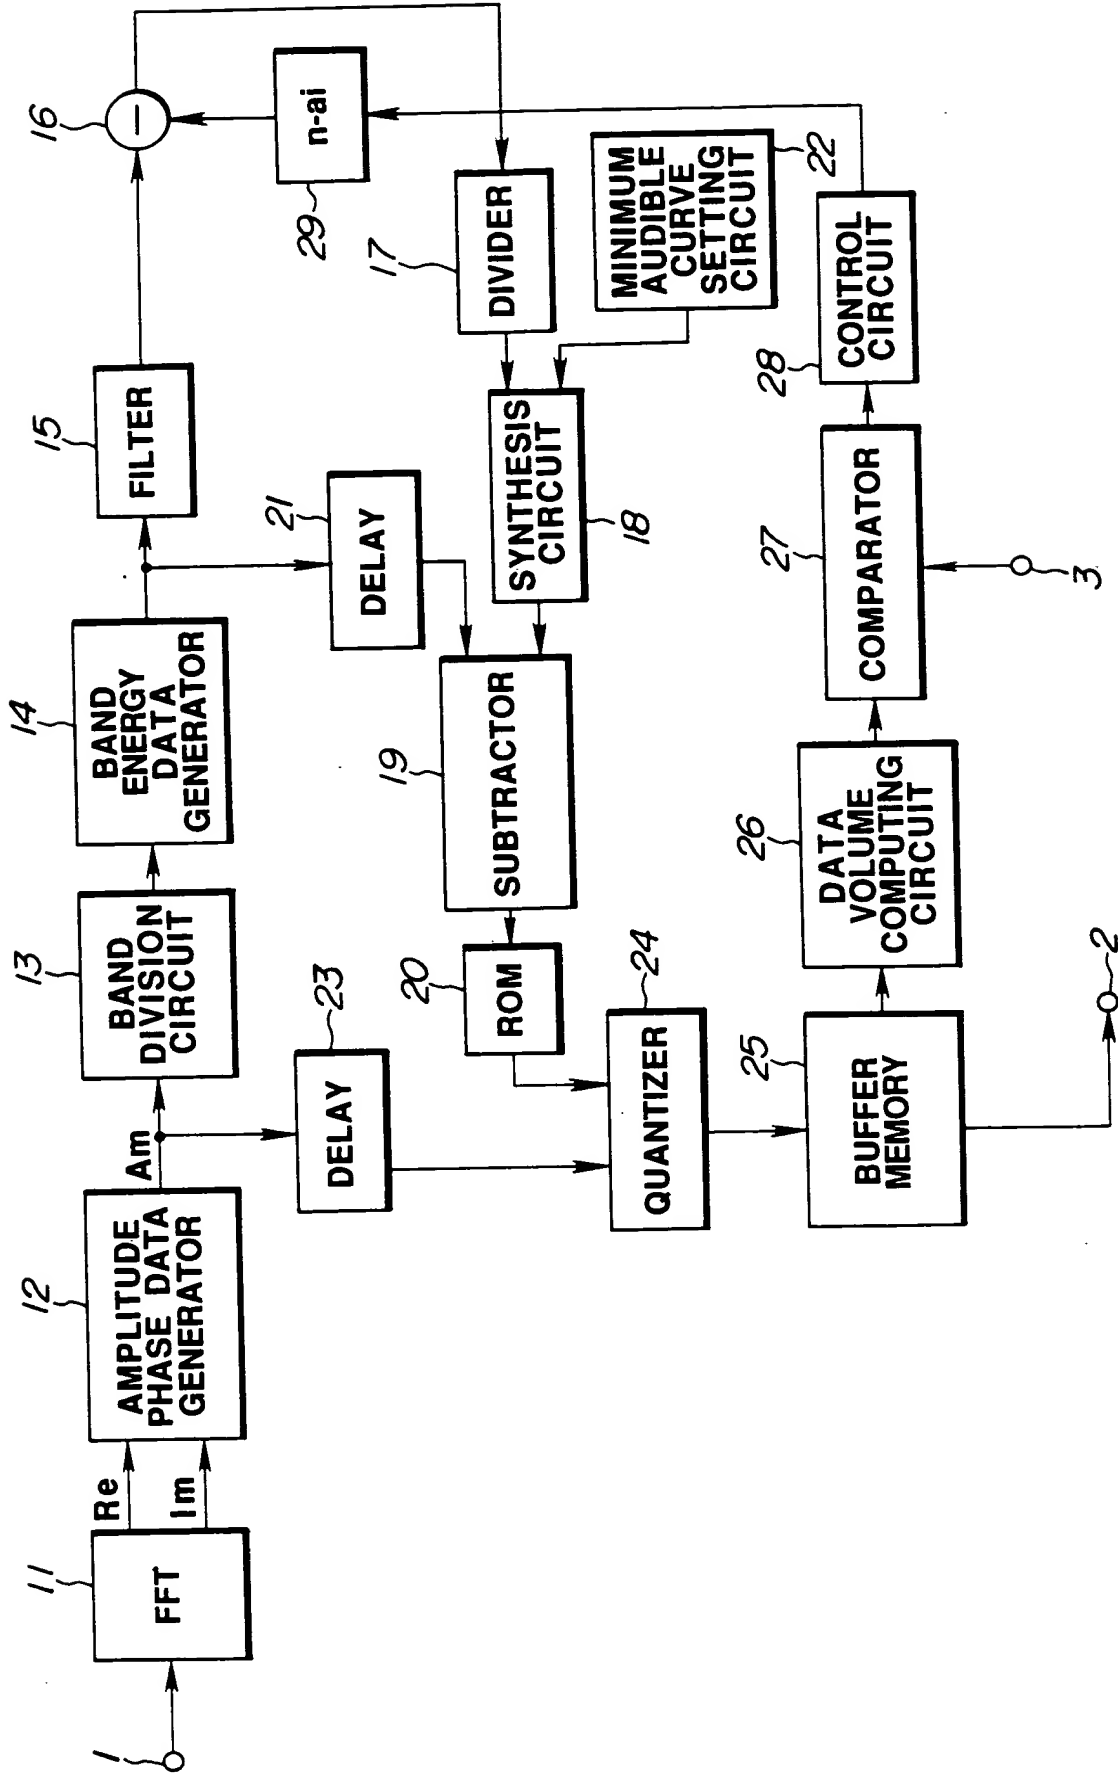 1
11
FFT
Re
Im
12
AMPLITUDE
PHASE DATA
GENERATOR
Am
13
BAND
DIVISION
CIRCUIT
14
BAND
ENERGY
DATA
GENERATOR
15
FILTER
16
−
n-ai
29
23
DELAY
21
DELAY
17
DIVIDER
MINIMUM
AUDIBLE
CURVE
SETTING
CIRCUIT
22
SYNTHESIS
CIRCUIT
18
19
SUBTRACTOR
20
ROM
24
QUANTIZER
25
BUFFER
MEMORY
26
DATA
VOLUME
COMPUTING
CIRCUIT
27
COMPARATOR
28
CONTROL
CIRCUIT
2
3